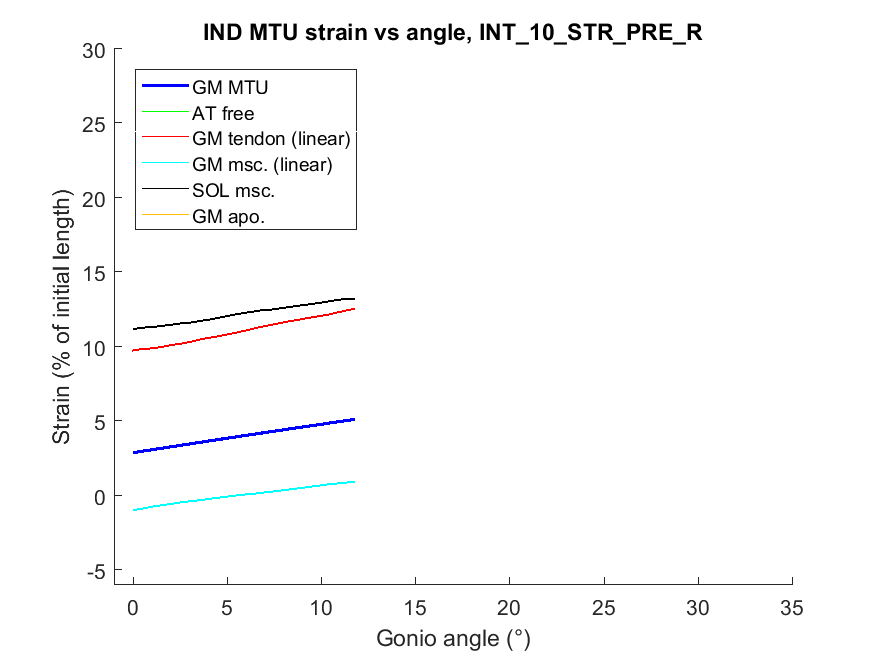 IND MTU strain vs angle, INT_10_STR_PRE_R
30
25
20
15
10
5
0
-5
Strain (% of initial length)
GM MTU
AT free
GM tendon (linear)
GM msc. (linear)
SOL msc.
GM apo.
0 5 10 15 20 25 30 35
Gonio angle (°)